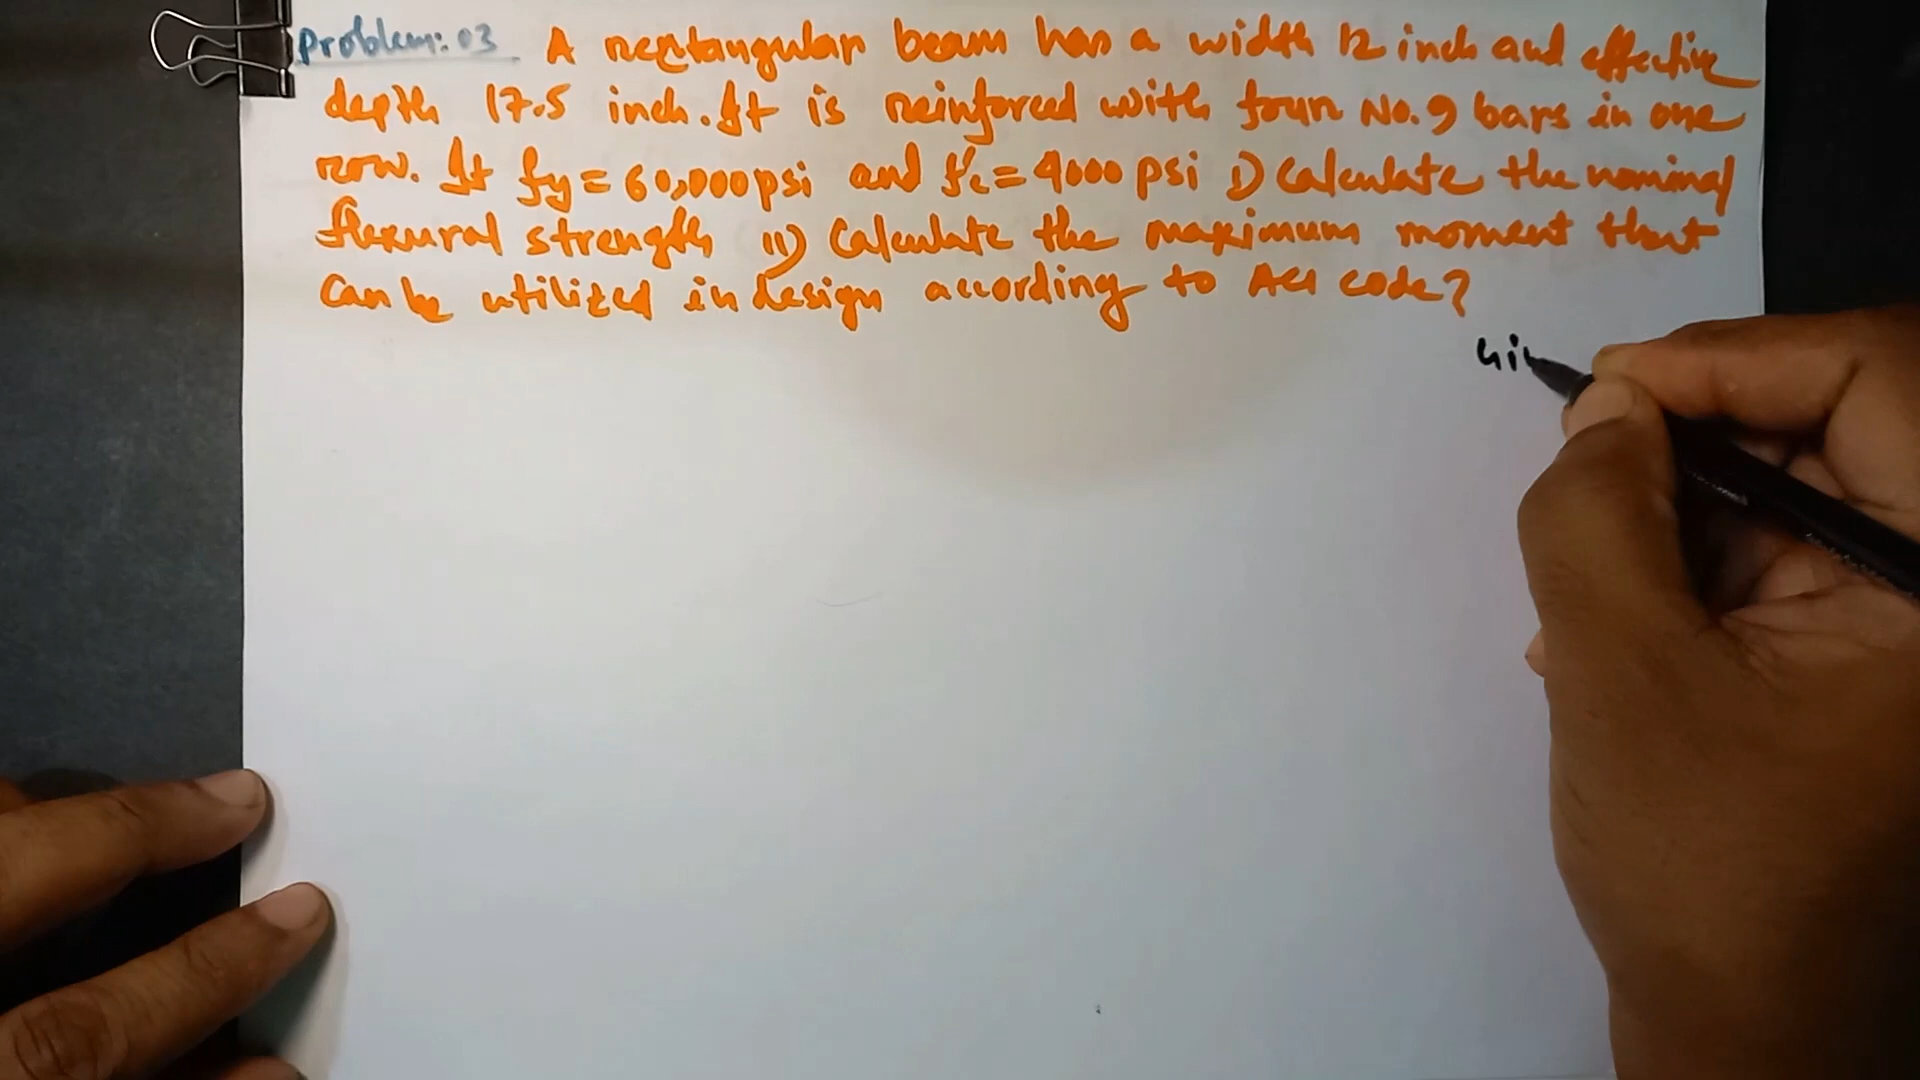 Problem: 03 A rectangular beam has a width 12 inch and effective
depth 17.5 inch. It is reinforced with four No. 9 bars in one
row. If fy = 60,000 psi and f'c = 4000 psi i) Calculate the nominal
flexural strength ii) Calculate the maximum moment that
can be utilized in design according to ACI code?
Giv